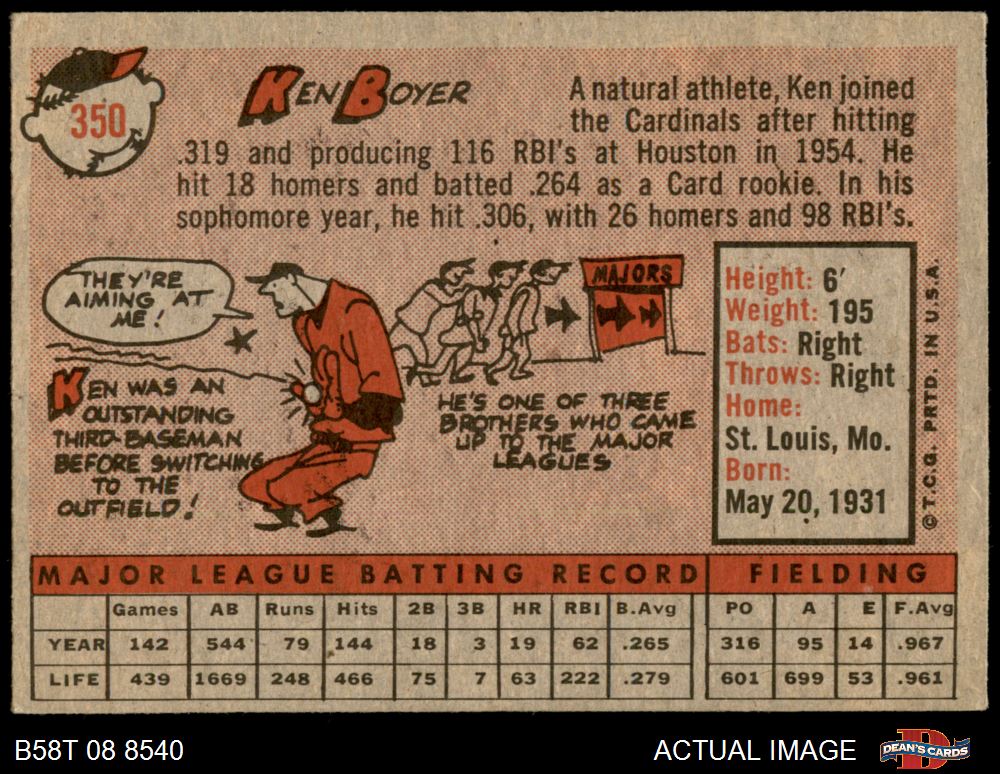 350
KEN BOYER
A natural athlete, Ken joined
the Cardinals after hitting
.319 and producing 116 RBI's at Houston in 1954. He
hit 18 homers and batted .264 as a Card rookie. In his
sophomore year, he hit .306, with 26 homers and 98 RBI's.
THEY'RE
AIMING AT
ME!
KEN WAS AN
OUTSTANDING
THIRD-BASEMAN
BEFORE SWITCHING
TO THE
OUTFIELD!
MAJORS
HE'S ONE OF THREE
BROTHERS WHO CAME
UP TO THE MAJOR
LEAGUES
Height: 6'
Weight: 195
Bats: Right
Throws: Right
Home:
St. Louis, Mo.
Born:
May 20, 1931
© T.C.G. PRTD. IN U.S.A.
MAJOR LEAGUE BATTING RECORD FIELDING
Games AB Runs Hits 2B 3B HR RBI B.Avg PO A E F.Avg
YEAR 142 544 79 144 18 3 19 62 .265 316 95 14 .967
LIFE 439 1669 248 466 75 7 63 222 .279 601 699 53 .961
B58T 08 8540
ACTUAL IMAGE
DEAN'S CARDS